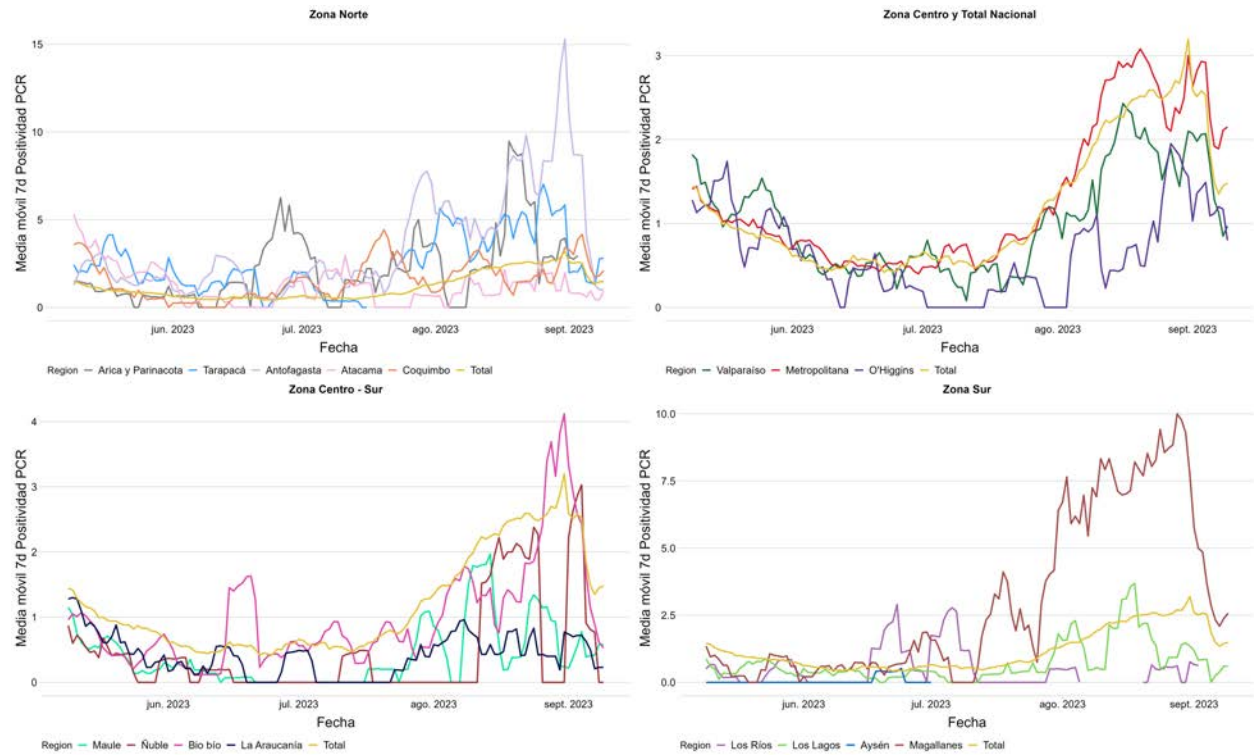 Zona Norte
Media móvil 7d Positividad PCR
15
10
5
0
jun. 2023 jul. 2023 ago. 2023 sept. 2023
Fecha
Region Arica y Parinacota Tarapacá Antofagasta Atacama Coquimbo Total
Zona Centro y Total Nacional
Media móvil 7d Positividad PCR
3
2
1
0
jun. 2023 jul. 2023 ago. 2023 sept. 2023
Fecha
Region Valparaíso Metropolitana O'Higgins Total
Zona Centro - Sur
Media móvil 7d Positividad PCR
4
3
2
1
0
jun. 2023 jul. 2023 ago. 2023 sept. 2023
Fecha
Region Maule Ñuble Bio bío La Araucanía Total
Zona Sur
Media móvil 7d Positividad PCR
10.0
7.5
5.0
2.5
0.0
jun. 2023 jul. 2023 ago. 2023 sept. 2023
Fecha
Region Los Ríos Los Lagos Aysén Magallanes Total